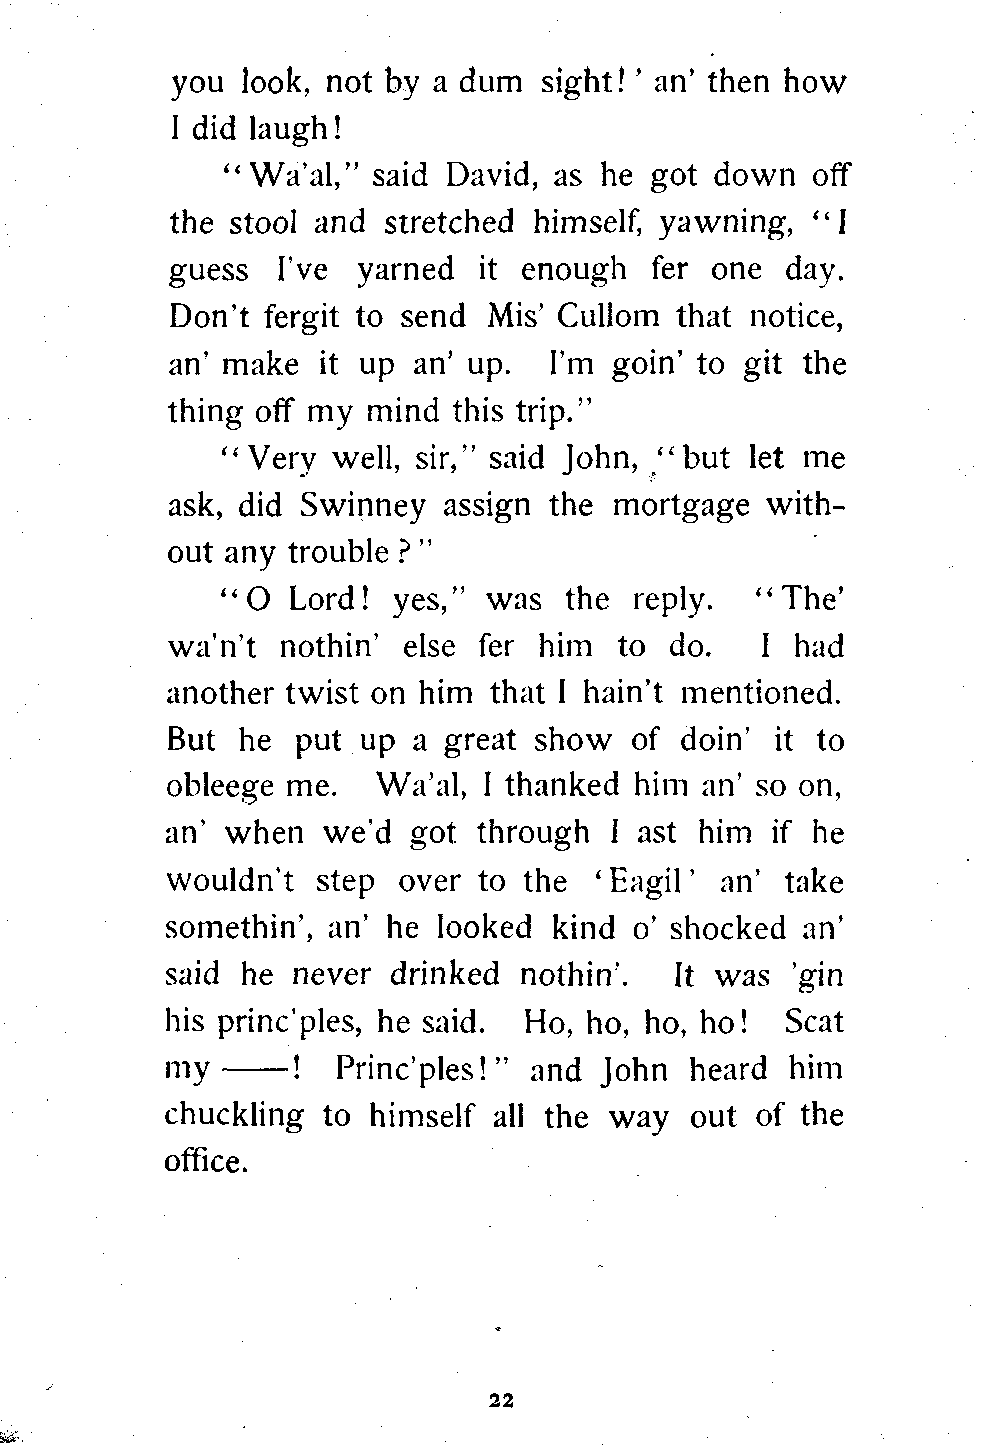 you look, not by a dum sight!' an' then how
I did laugh!
"Wa'al," said David, as he got down off
the stool and stretched himself, yawning, "I
guess I've yarned it enough fer one day.
Don't fergit to send Mis' Cullom that notice,
an' make it up an' up. I'm goin' to git the
thing off my mind this trip."
"Very well, sir," said John, "but let me
ask, did Swinney assign the mortgage with-
out any trouble?"
"O Lord! yes," was the reply. "The'
wa'n't nothin' else fer him to do. I had
another twist on him that I hain't mentioned.
But he put up a great show of doin' it to
obleege me. Wa'al, I thanked him an' so on,
an' when we'd got through I ast him if he
wouldn't step over to the 'Eagil' an' take
somethin', an' he looked kind o' shocked an'
said he never drinked nothin'. It was 'gin
his princ'ples, he said. Ho, ho, ho, ho! Scat
my ——! Princ'ples!" and John heard him
chuckling to himself all the way out of the
office.
22